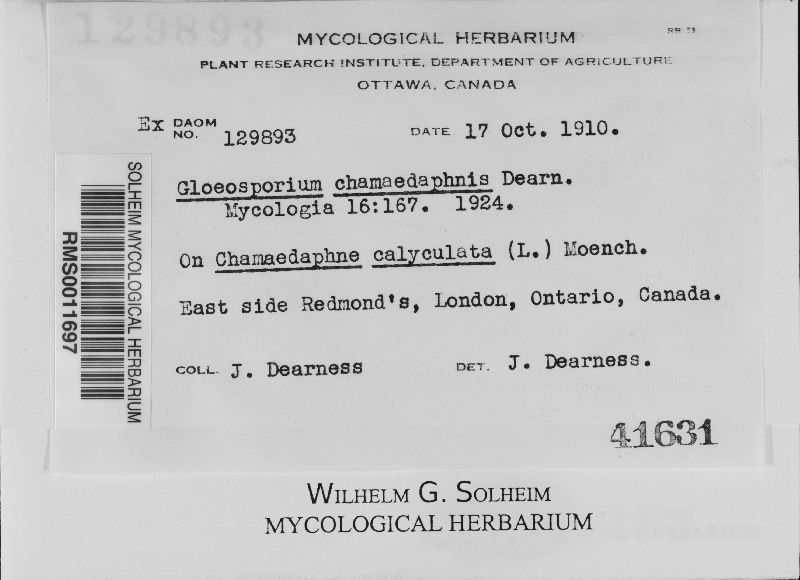 129893
MYCOLOGICAL HERBARIUM
PLANT RESEARCH INSTITUTE, DEPARTMENT OF AGRICULTURE
OTTAWA, CANADA
Ex DAOM NO. 129893 DATE 17 Oct. 1910.
Gloeosporium chamaedaphnis Dearn.
Mycologia 16:167. 1924.
On Chamaedaphne calyculata (L.) Moench.
East side Redmond's, London, Ontario, Canada.
COLL. J. Dearness DET. J. Dearness.
41631
SOLHEIM MYCOLOGICAL HERBARIUM
RMS0011697
WILHELM G. SOLHEIM
MYCOLOGICAL HERBARIUM